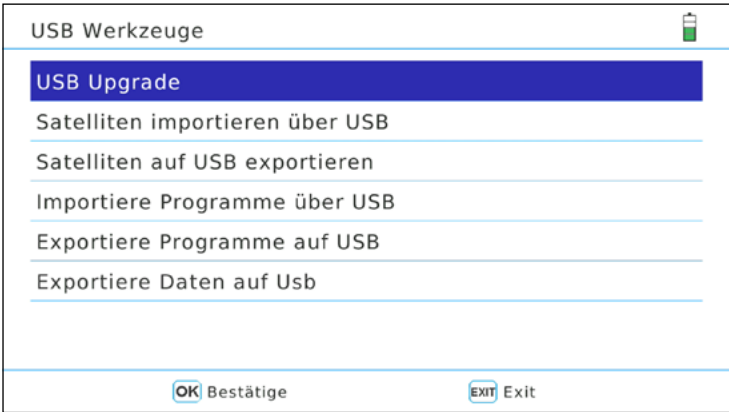 USB Werkzeuge
USB Upgrade
Satelliten importieren über USB
Satelliten auf USB exportieren
Importiere Programme über USB
Exportiere Programme auf USB
Exportiere Daten auf Usb
OK Bestätige EXIT Exit